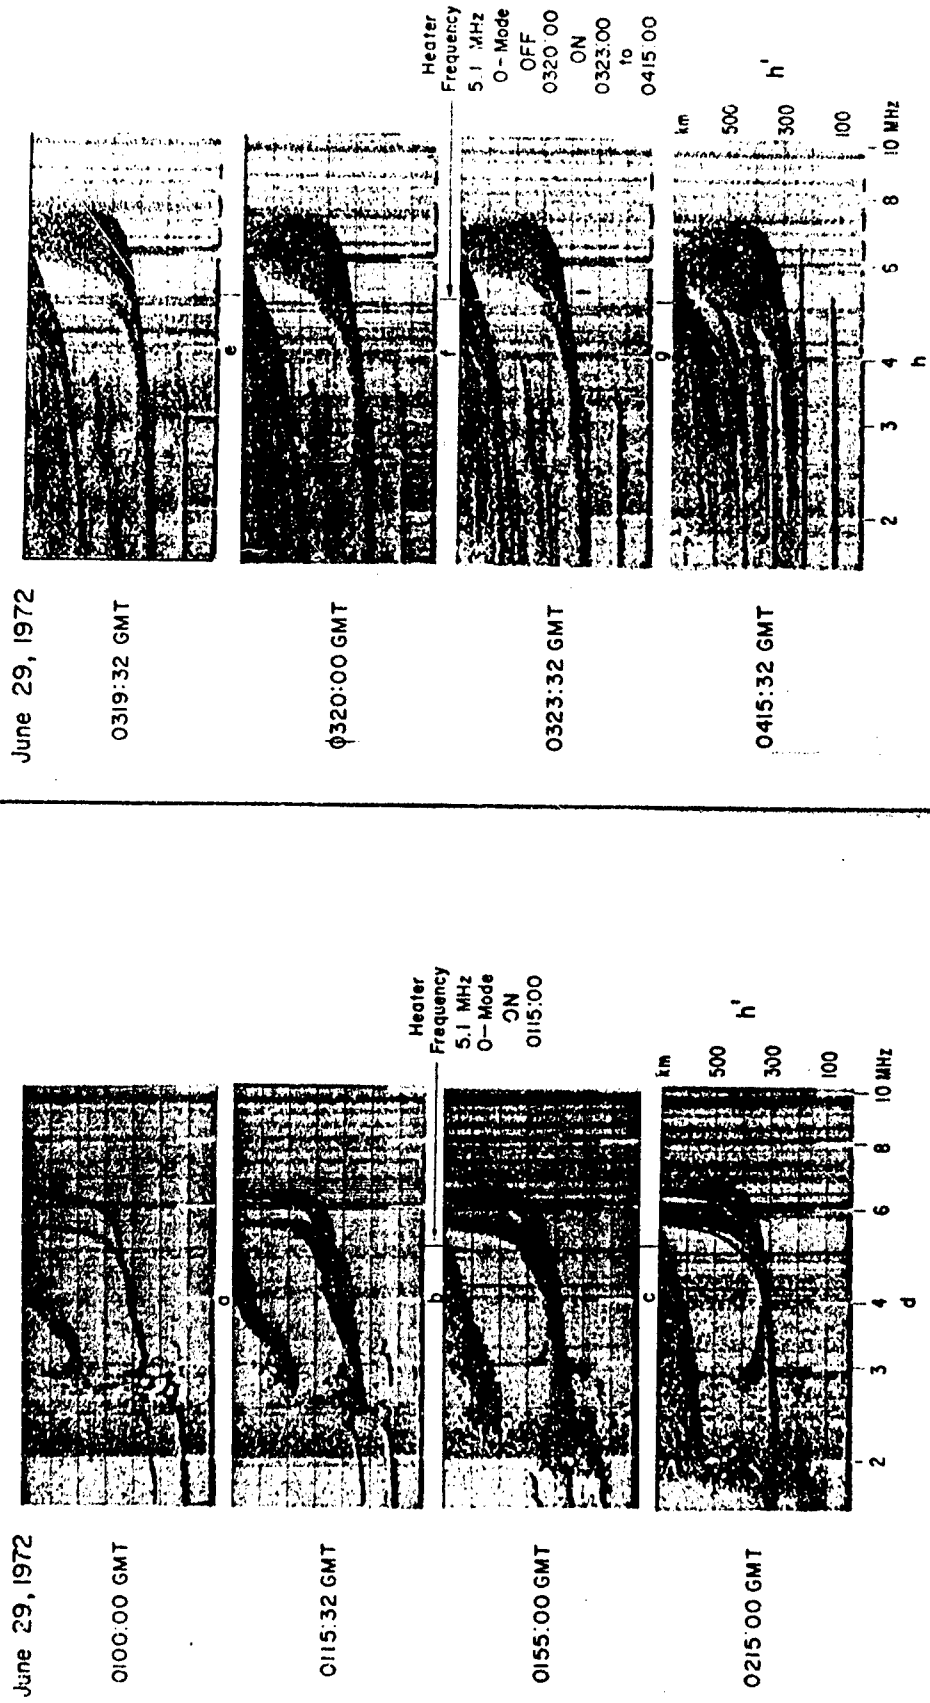 June 29, 1972
0100:00 GMT
a
0115:32 GMT
b
Heater
Frequency
5.1 MHz
O-Mode
ON
0115:00
0155:00 GMT
c
0215:00 GMT
km
500
300
100
h'
2 3 4 6 8 10 MHz
d
June 29, 1972
0319:32 GMT
e
0320:00 GMT
f
Heater
Frequency
5.1 MHz
O-Mode
OFF
0320:00
ON
0323:00
to
0415:00
0323:32 GMT
g
0415:32 GMT
km
500
300
100
h'
2 3 4 6 8 10 MHz
h